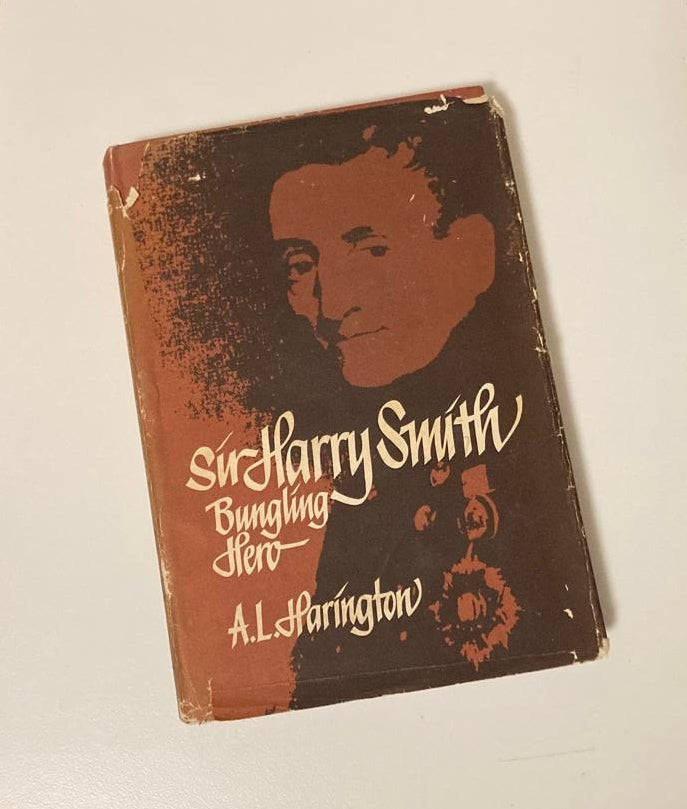 Sir Harry Smith
Bungling
Hero
A.L. Harington